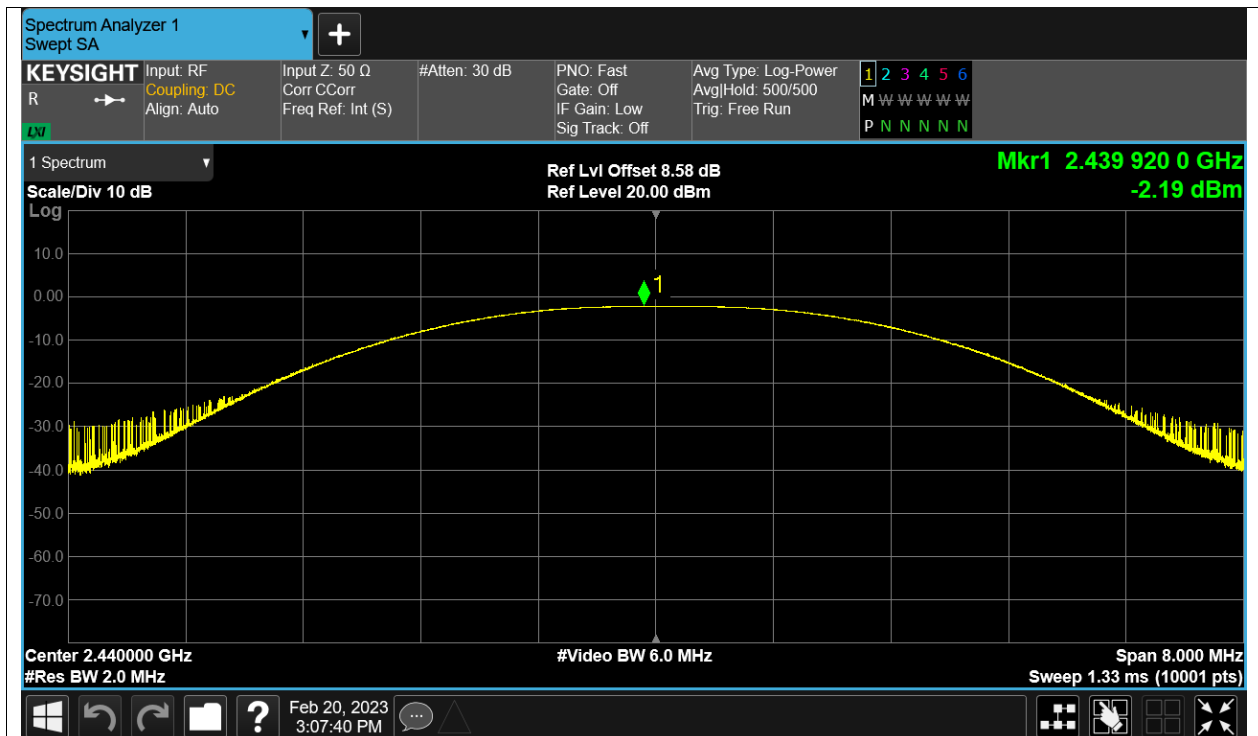 Spectrum Analyzer 1
Swept SA
KEYSIGHT
R
LXI
Input: RF
Coupling: DC
Align: Auto
Input Z: 50 Ω
Corr CCorr
Freq Ref: Int (S)
#Atten: 30 dB
PNO: Fast
Gate: Off
IF Gain: Low
Sig Track: Off
Avg Type: Log-Power
Avg|Hold: 500/500
Trig: Free Run
1 2 3 4 5 6
M W W W W W
P N N N N N
1 Spectrum
Scale/Div 10 dB
Log
Ref Lvl Offset 8.58 dB
Ref Level 20.00 dBm
Mkr1 2.439 920 0 GHz
-2.19 dBm
1
10.0
0.00
-10.0
-20.0
-30.0
-40.0
-50.0
-60.0
-70.0
Center 2.440000 GHz
#Res BW 2.0 MHz
#Video BW 6.0 MHz
Span 8.000 MHz
Sweep 1.33 ms (10001 pts)
?
Feb 20, 2023
3:07:40 PM